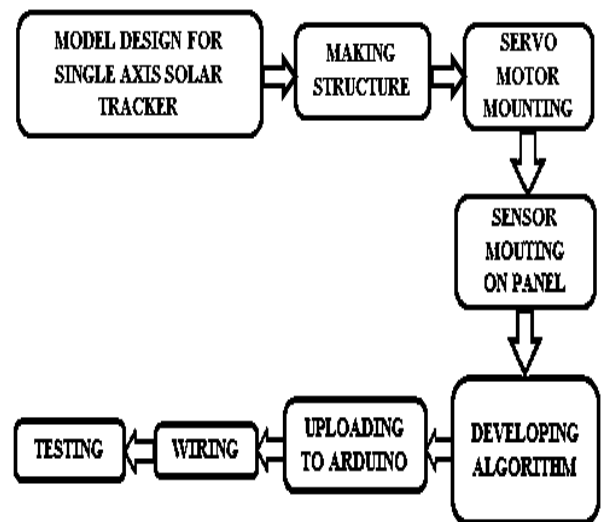 MODEL DESIGN FOR
SINGLE AXIS SOLAR
TRACKER
MAKING
STRUCTURE
SERVO
MOTOR
MOUNTING
SENSOR
MOUTING
ON PANEL
DEVELOPING
ALGORITHM
UPLOADING
TO ARDUINO
WIRING
TESTING